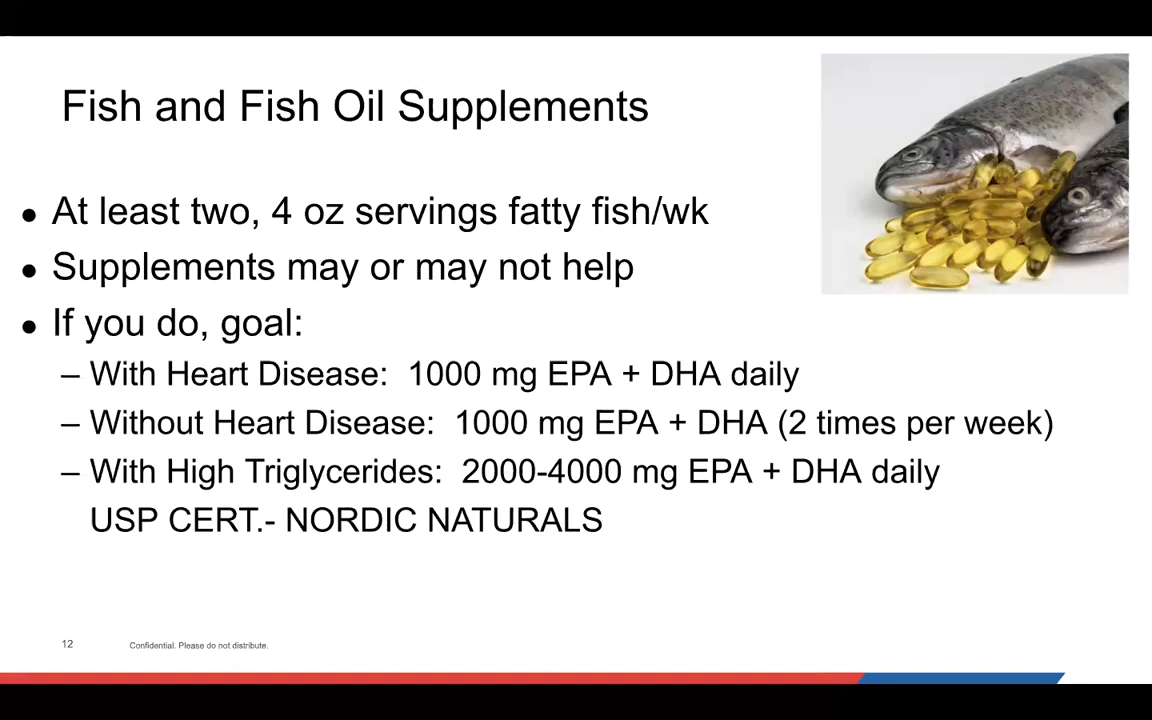 Fish and Fish Oil Supplements
● At least two, 4 oz servings fatty fish/wk
● Supplements may or may not help
● If you do, goal:
– With Heart Disease:  1000 mg EPA + DHA daily
– Without Heart Disease:  1000 mg EPA + DHA (2 times per week)
– With High Triglycerides:  2000-4000 mg EPA + DHA daily
USP CERT.- NORDIC NATURALS
12 Confidential. Please do not distribute.